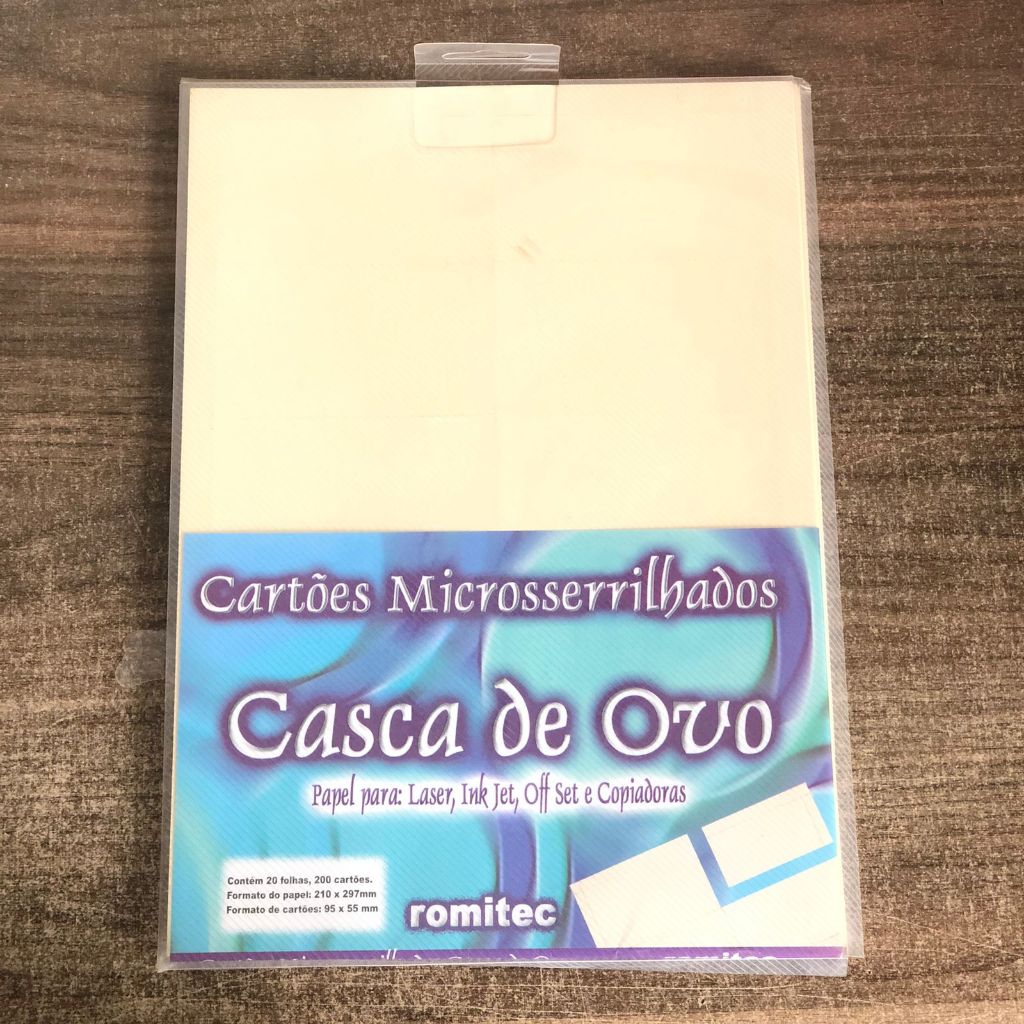 Cartões Microsserrilhados
Casca de Ovo
Papel para: Laser, Ink Jet, Off Set e Copiadoras
Contém 20 folhas, 200 cartões.
Formato do papel: 210 x 297mm
Formato de cartões: 95 x 55 mm
romitec